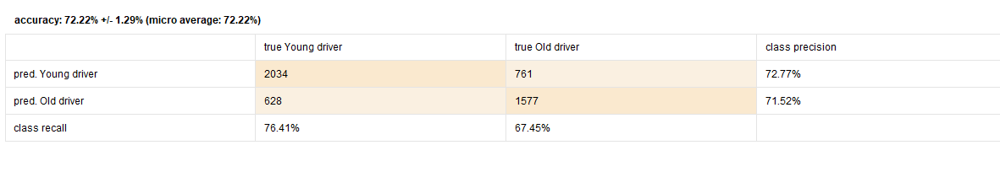 accuracy: 72.22% +/- 1.29% (micro average: 72.22%)
true Young driver true Old driver class precision
pred. Young driver 2034 761 72.77%
pred. Old driver 628 1577 71.52%
class recall 76.41% 67.45%